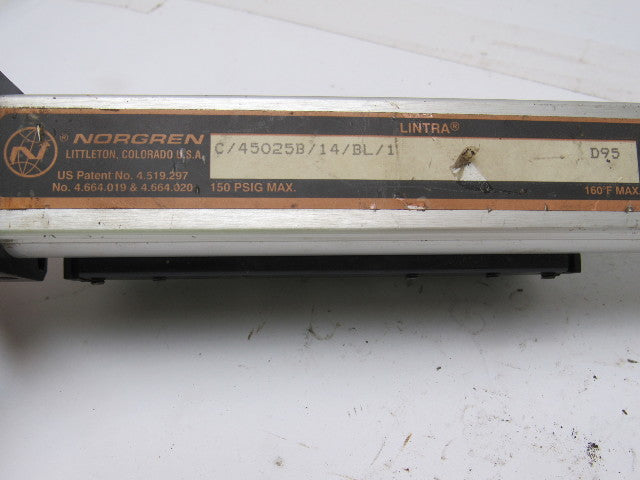 ® NORGREN
LITTLETON, COLORADO U.S.A.
US Patent No. 4.519.297
No. 4.664.019 & 4.664.020
LINTRA®
C/45025B/14/BL/1
D95
150 PSIG MAX.
160°F MAX